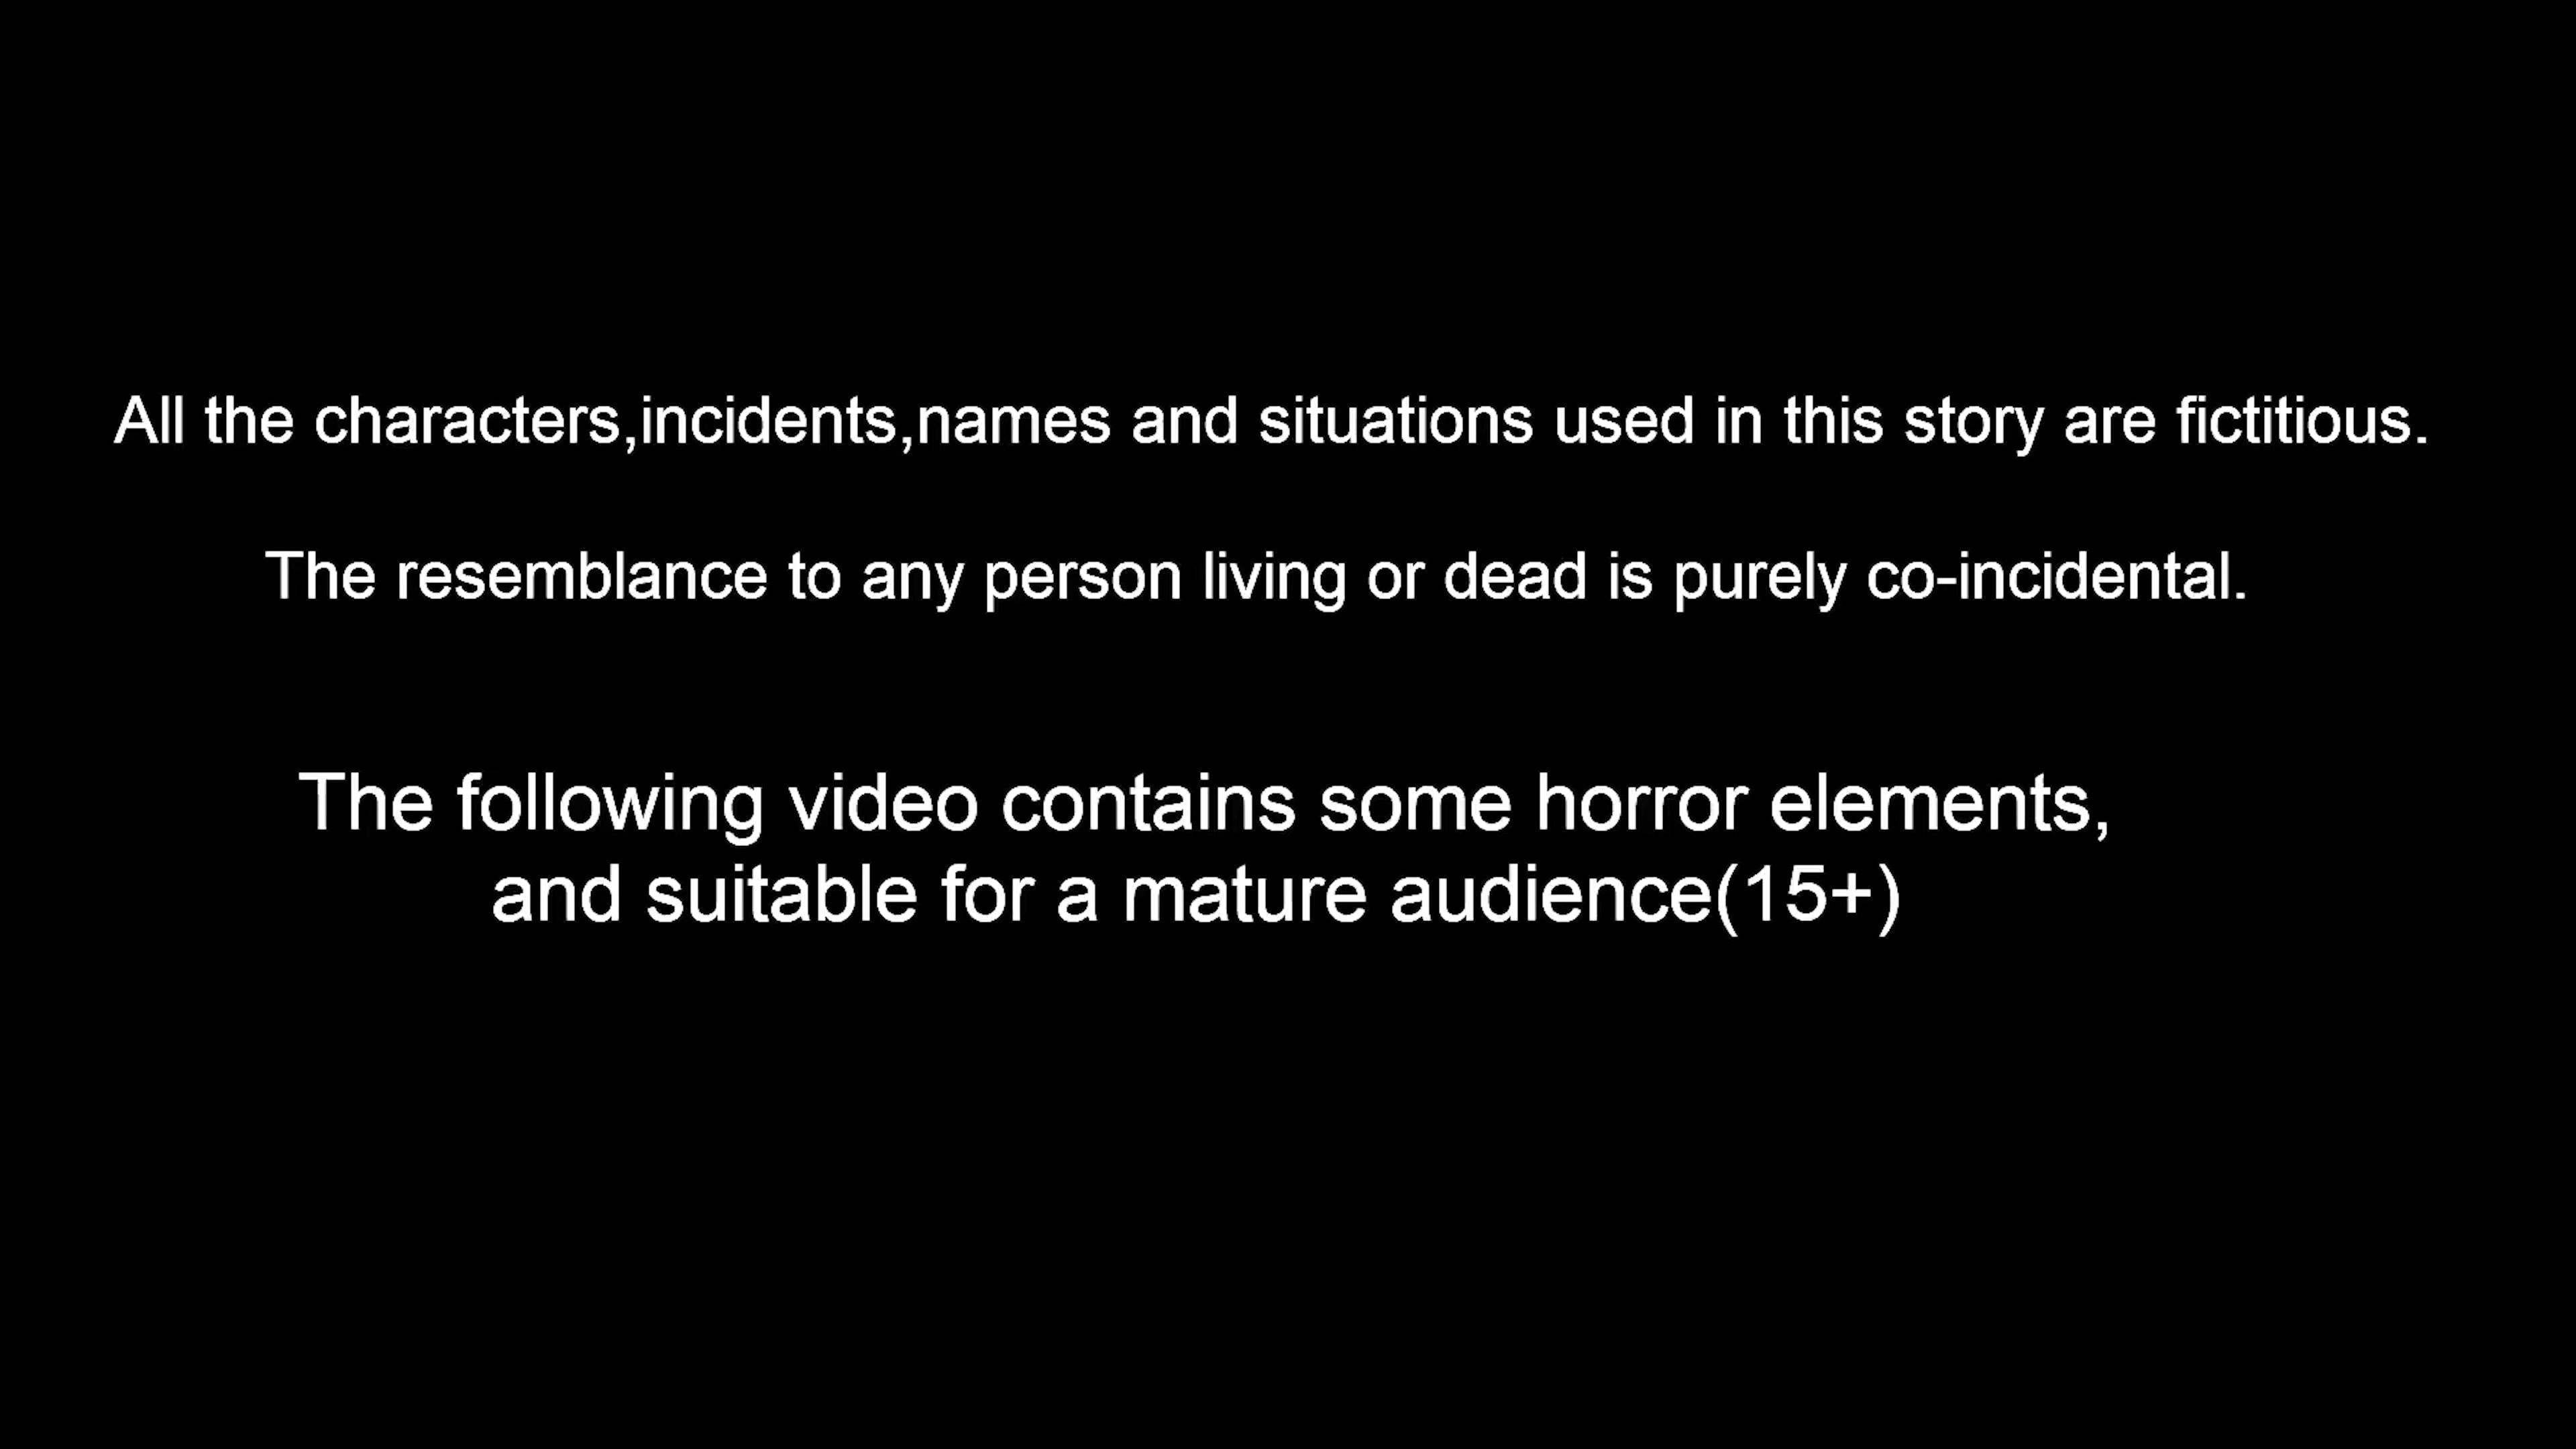 All the characters,incidents,names and situations used in this story are fictitious.
The resemblance to any person living or dead is purely co-incidental.
The following video contains some horror elements,
and suitable for a mature audience(15+)